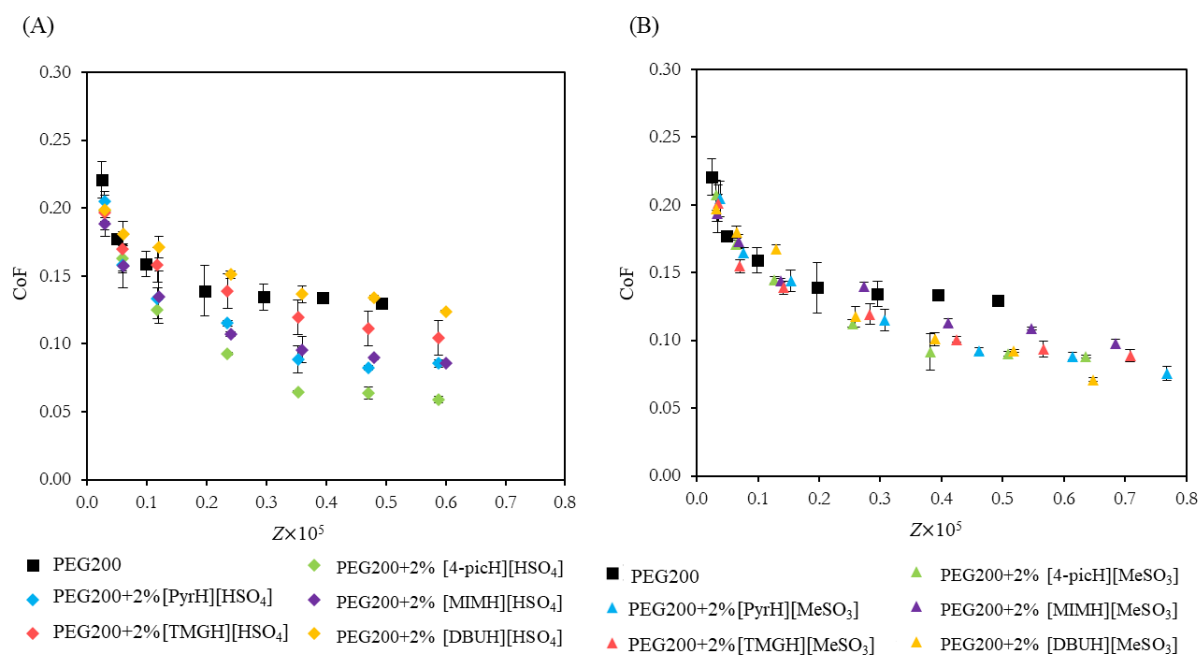 (A)
0.30
0.25
0.20
0.15
0.10
0.05
0.00
CoF
0.0 0.1 0.2 0.3 0.4 0.5 0.6 0.7 0.8
Z×10⁵
PEG200
PEG200+2% [PyrH][HSO₄]
PEG200+2% [TMGH][HSO₄]
PEG200+2% [4-picH][HSO₄]
PEG200+2% [MIMH][HSO₄]
PEG200+2% [DBUH][HSO₄]
(B)
0.30
0.25
0.20
0.15
0.10
0.05
0.00
CoF
0.0 0.1 0.2 0.3 0.4 0.5 0.6 0.7 0.8
Z×10⁵
PEG200
PEG200+2% [PyrH][MeSO₃]
PEG200+2% [TMGH][MeSO₃]
PEG200+2% [4-picH][MeSO₃]
PEG200+2% [MIMH][MeSO₃]
PEG200+2% [DBUH][MeSO₃]